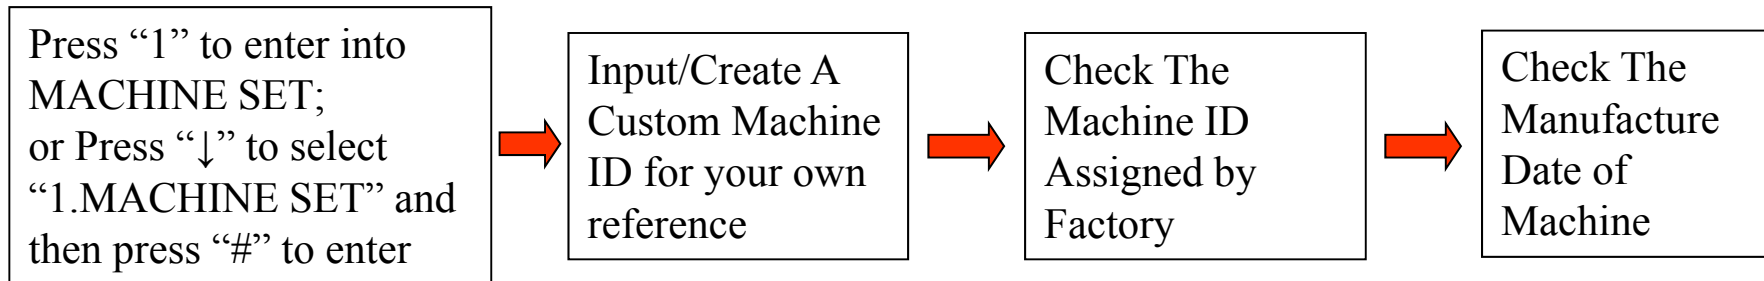 Press “1” to enter into
MACHINE SET;
or Press “↓” to select
“1.MACHINE SET” and
then press “#” to enter
Input/Create A
Custom Machine
ID for your own
reference
Check The
Machine ID
Assigned by
Factory
Check The
Manufacture
Date of
Machine